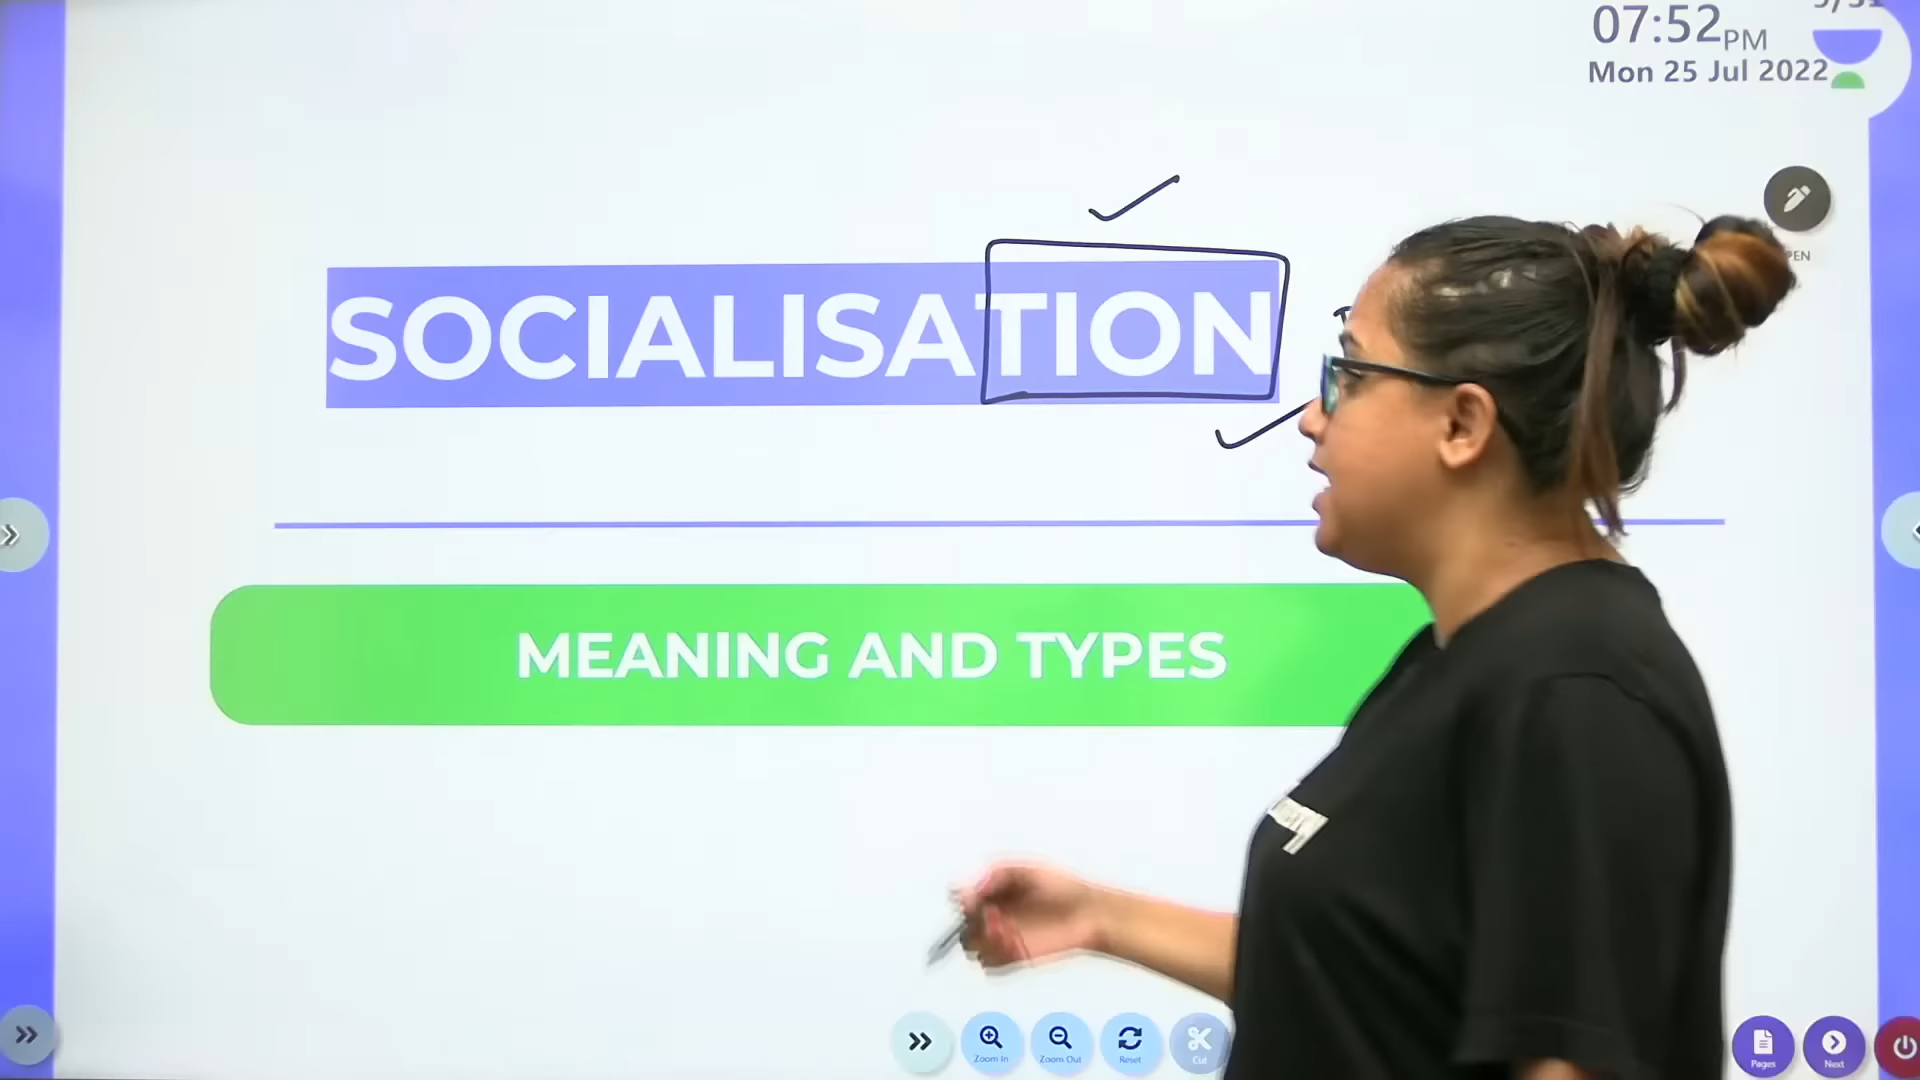 07:52PM
Mon 25 Jul 2022
SOCIALISATION
MEANING AND TYPES
Zoom In
Zoom Out
Reset
Cut
Pages
Next